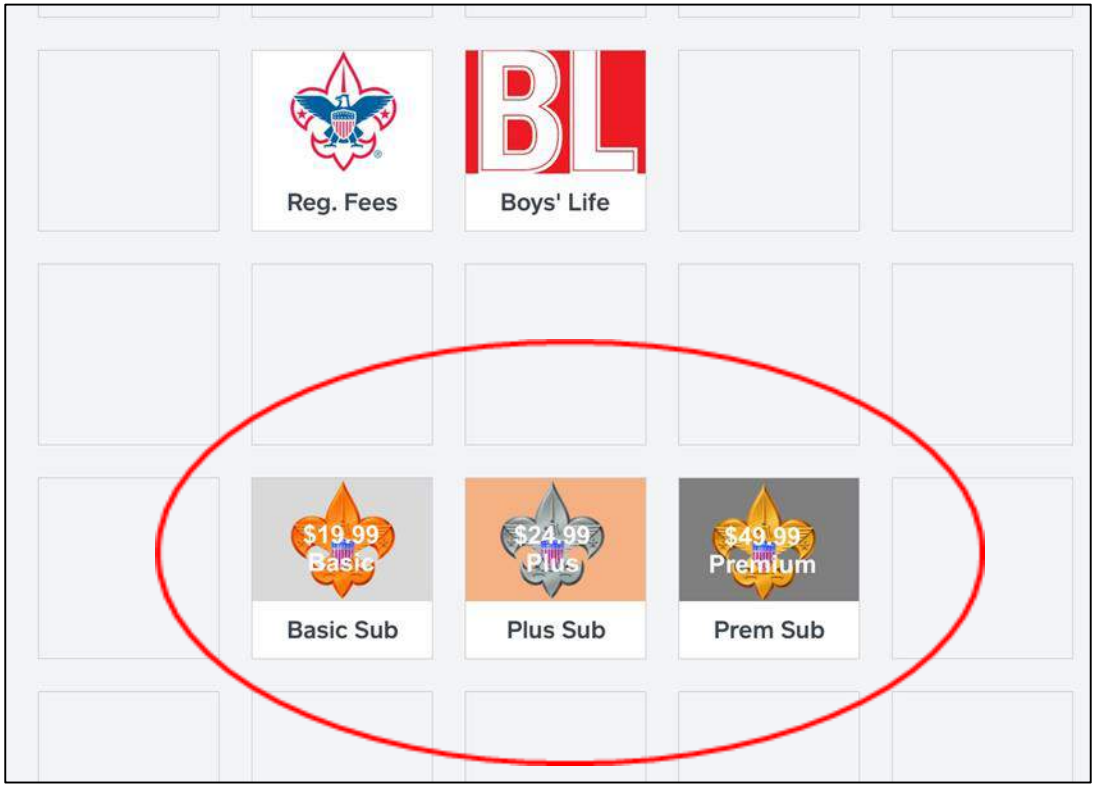 BL
Reg. Fees
Boys' Life
$19.99
Basic
$24.99
Plus
$49.99
Premium
Basic Sub
Plus Sub
Prem Sub